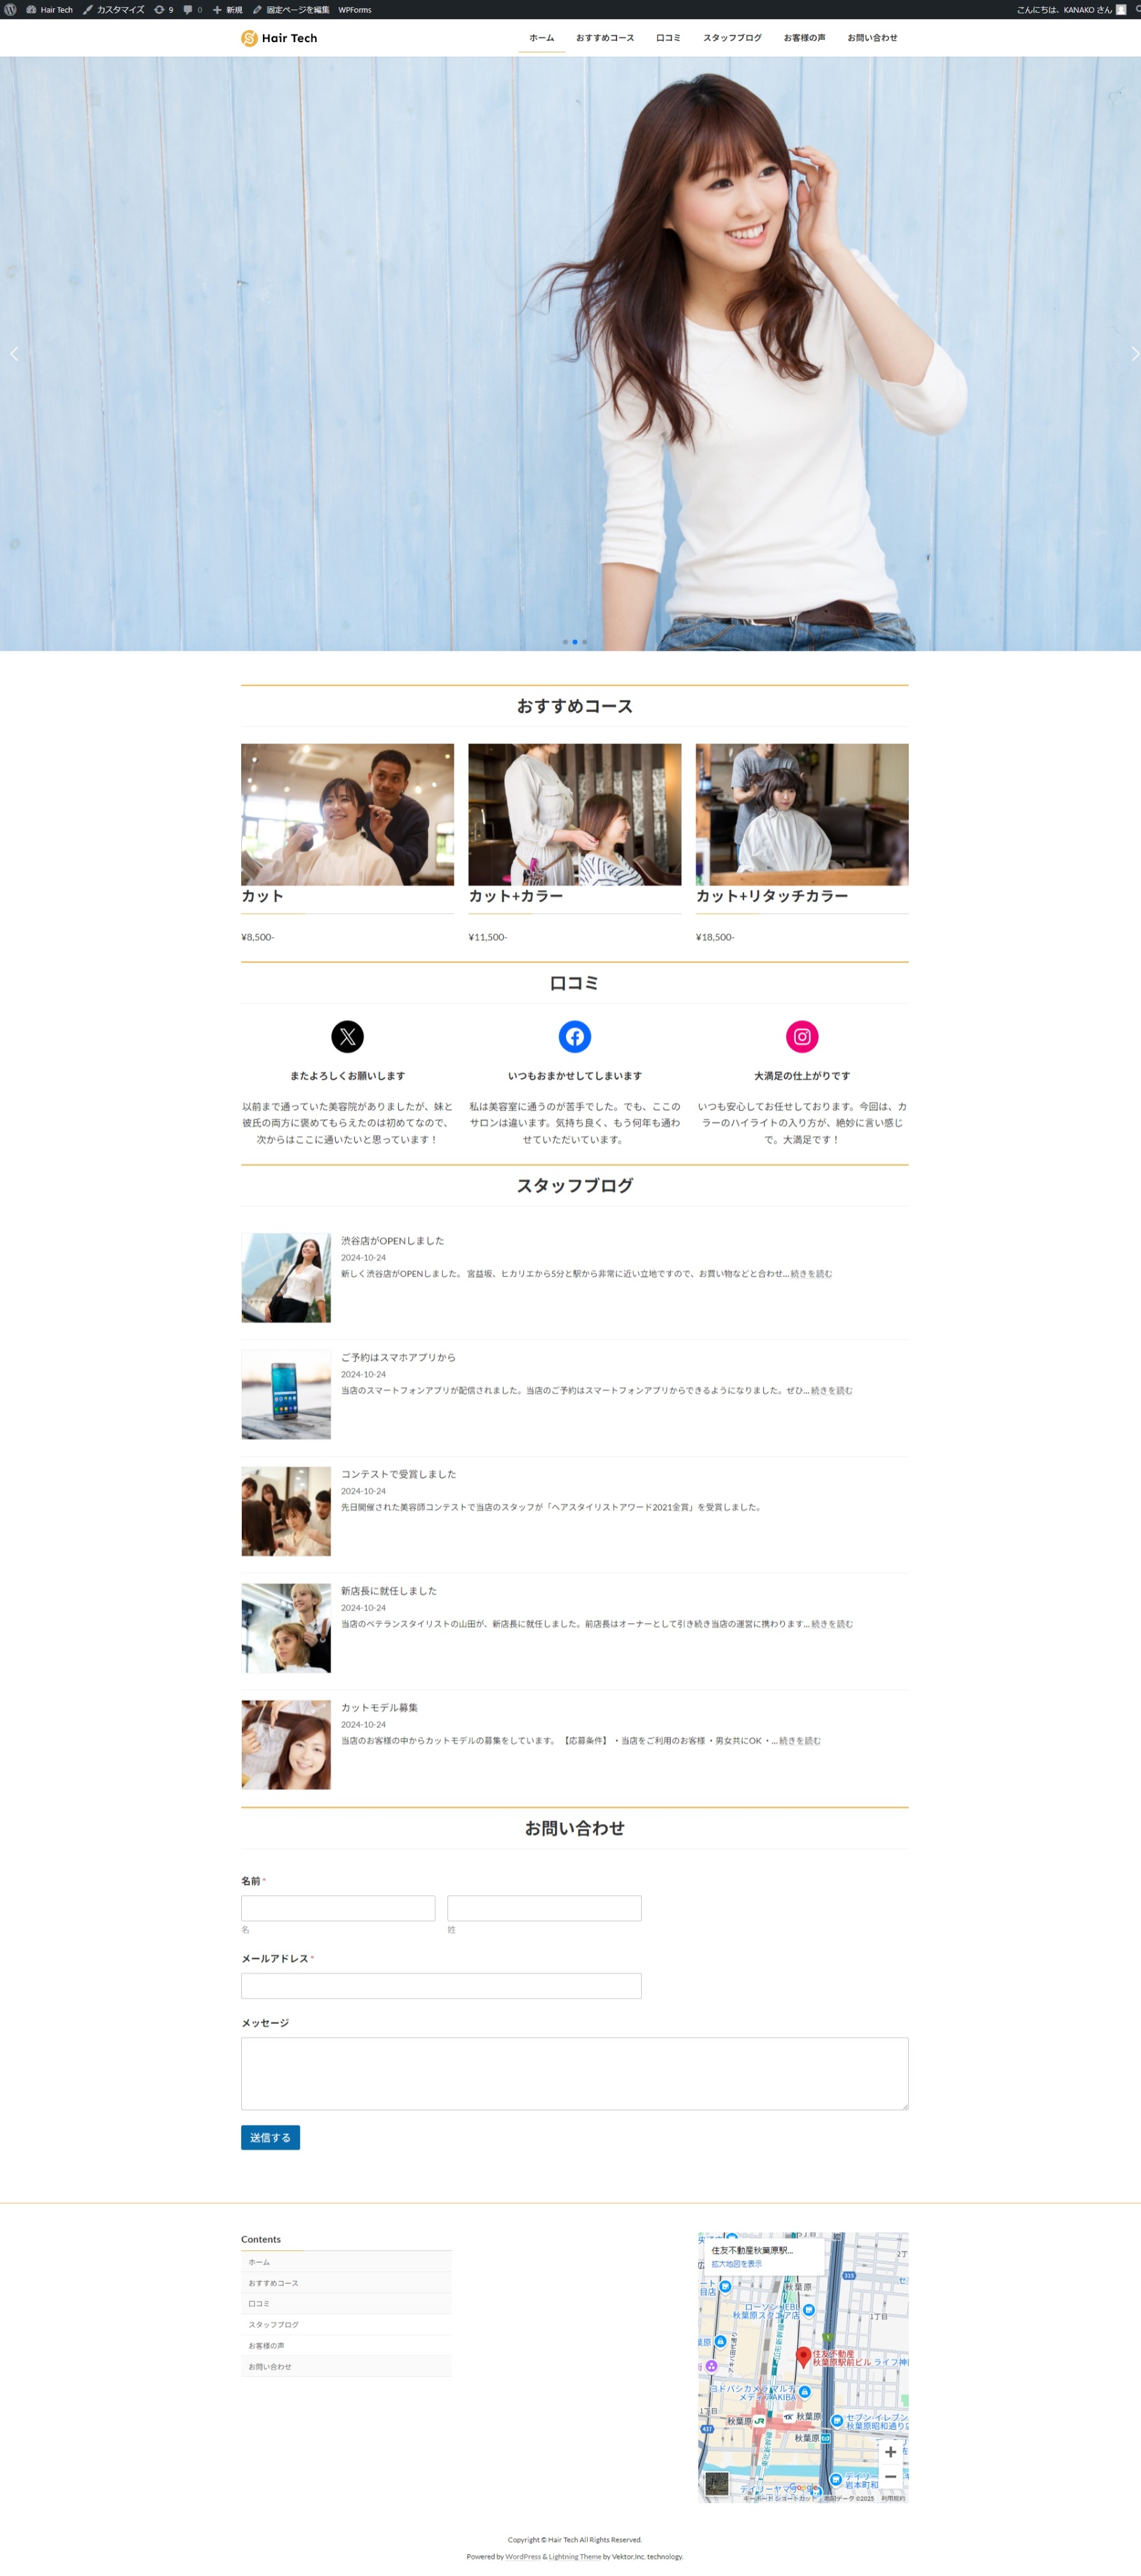 Hair Tech カスタマイズ 9 0 新規 固定ページを編集 WPForms こんにちは、KANAKO さん
Hair Tech ホーム おすすめコース 口コミ スタッフブログ お客様の声 お問い合わせ
おすすめコース
カット カット+カラー カット+リタッチカラー
¥8,500- ¥11,500- ¥18,500-
口コミ
またよろしくお願いします
以前まで通っていた美容院がありましたが、妹と
彼氏の両方に褒めてもらえたのは初めてなので、
次からはここに通いたいと思っています！
いつもおまかせしてしまいます
私は美容室に通うのが苦手でした。でも、ここの
サロンは違います。気持ち良く、もう何年も通わ
せていただいています。
大満足の仕上がりです
いつも安心してお任せしております。今回は、カ
ラーのハイライトの入り方が、絶妙に言い感じ
で。大満足です！
スタッフブログ
渋谷店がOPENしました
2024-10-24
新しく渋谷店がOPENしました。 宮益坂、ヒカリエから5分と駅から非常に近い立地ですので、お買い物などと合わせ... 続きを読む
ご予約はスマホアプリから
2024-10-24
当店のスマートフォンアプリが配信されました。当店のご予約はスマートフォンアプリからできるようになりました。ぜひ... 続きを読む
コンテストで受賞しました
2024-10-24
先日開催された美容師コンテストで当店のスタッフが「ヘアスタイリストアワード2021金賞」を受賞しました。
新店長に就任しました
2024-10-24
当店のベテランスタイリストの山田が、新店長に就任しました。前店長はオーナーとして引き続き当店の運営に携わります... 続きを読む
カットモデル募集
2024-10-24
当店のお客様の中からカットモデルの募集をしています。 【応募条件】 ・当店をご利用のお客様 ・男女共にOK ・... 続きを読む
お問い合わせ
名前 *
名 姓
メールアドレス *
メッセージ
送信する
Contents
ホーム
おすすめコース
口コミ
スタッフブログ
お客様の声
お問い合わせ
住友不動産秋葉原駅...
拡大地図を表示
2丁
315
秋葉原
ローソン JEBL
秋葉原スクエア店
1丁目
住友不動産
秋葉原駅前ビル
ライフ神
ヨドバシカメラ マルチ
メディアAKIBA
1丁目
437
秋葉原 JR TX 秋葉原
セブン-イレブン
秋葉原昭和通り店
秋葉原
デイリーヤマ
Google
岩本町
キーボード ショートカット 地図データ ©2025 利用規約
Copyright © Hair Tech All Rights Reserved.
Powered by WordPress & Lightning Theme by Vektor,Inc. technology.